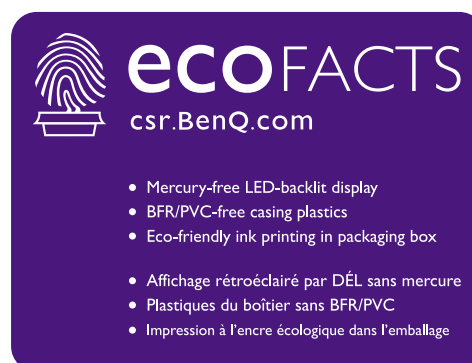 ecoFACTS
csr.BenQ.com
• Mercury-free LED-backlit display
• BFR/PVC-free casing plastics
• Eco-friendly ink printing in packaging box
• Affichage rétroéclairé par DÉL sans mercure
• Plastiques du boîtier sans BFR/PVC
• Impression à l'encre écologique dans l'emballage